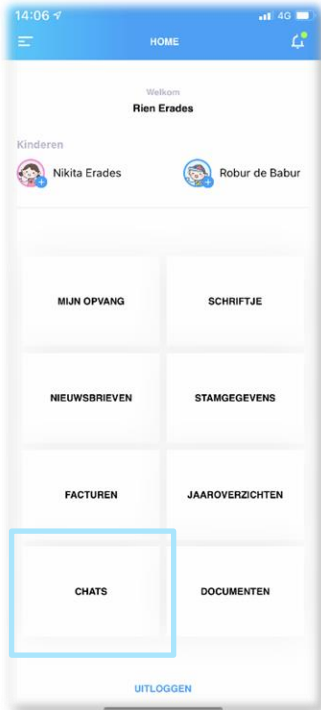 14:06 4G
HOME
Welkom
Rien Erades
Kinderen
Nikita Erades Robur de Babur
MIJN OPVANG SCHRIFTJE
NIEUWSBRIEVEN STAMGEGEVENS
FACTUREN JAAROVERZICHTEN
CHATS DOCUMENTEN
UITLOGGEN